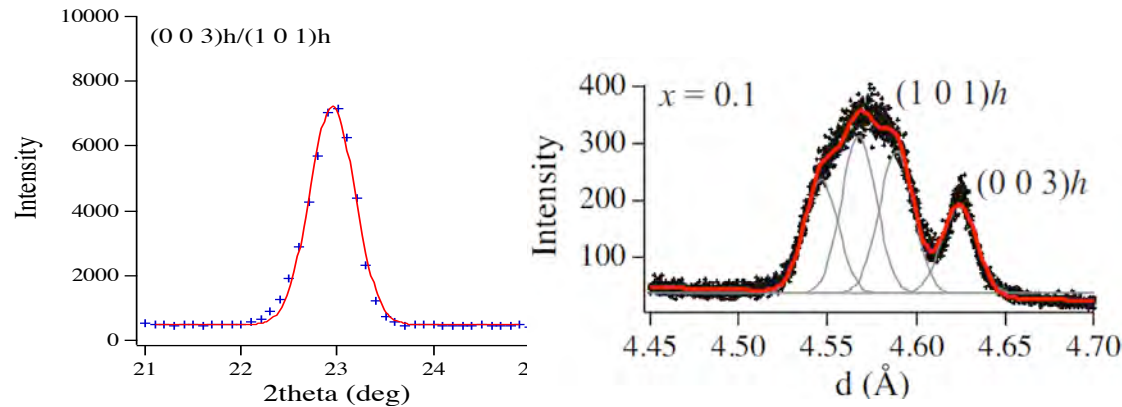 10000
(0 0 3)h/(1 0 1)h
8000
6000
4000
2000
0
Intensity
21 22 23 24 2
2theta (deg)
400
x = 0.1
(1 0 1)h
300
(0 0 3)h
200
100
Intensity
4.45 4.50 4.55 4.60 4.65 4.70
d (Å)